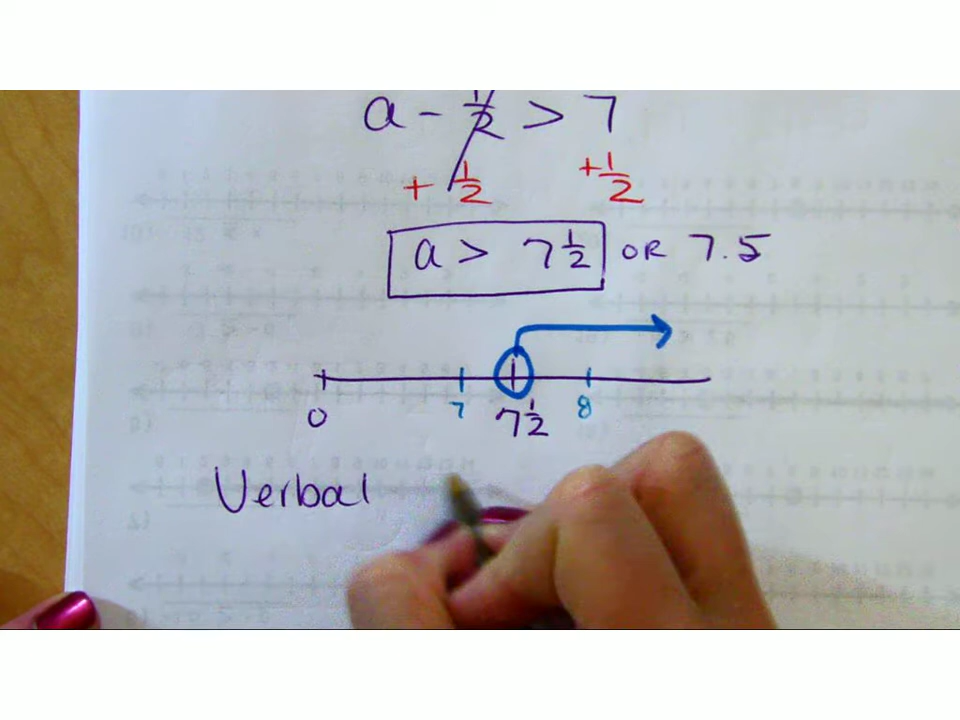 a - 1/2 > 7
+ 1/2 + 1/2
a > 7 1/2 OR 7.5
0 7 7 1/2 8
Verbal